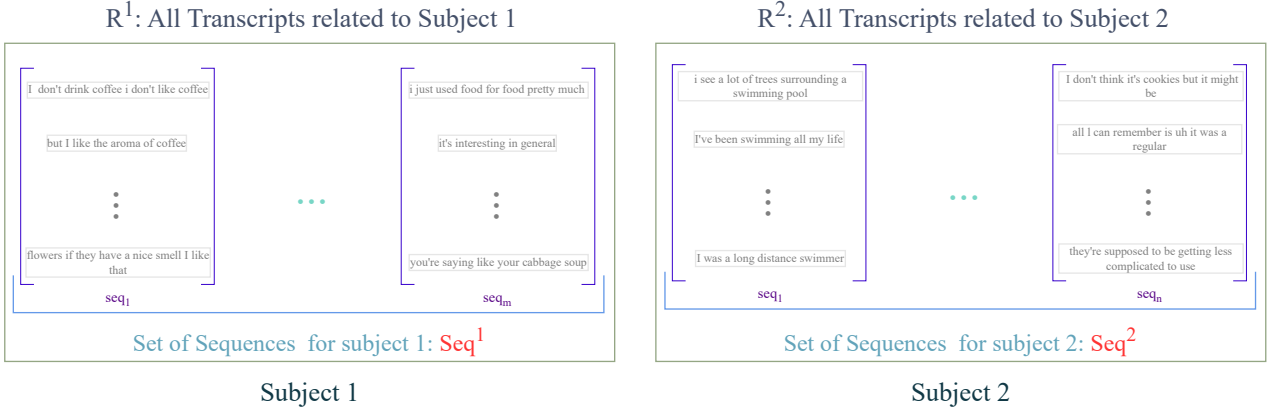 R¹: All Transcripts related to Subject 1
I don't drink coffee i don't like coffee
but I like the aroma of coffee
⋮
flowers if they have a nice smell I like
that
seq₁
...
i just used food for food pretty much
it's interesting in general
⋮
you're saying like your cabbage soup
seqₘ
Set of Sequences for subject 1: Seq¹
Subject 1
R²: All Transcripts related to Subject 2
i see a lot of trees surrounding a
swimming pool
I've been swimming all my life
⋮
I was a long distance swimmer
seq₁
...
I don't think it's cookies but it might
be
all l can remember is uh it was a
regular
⋮
they're supposed to be getting less
complicated to use
seqₙ
Set of Sequences for subject 2: Seq²
Subject 2